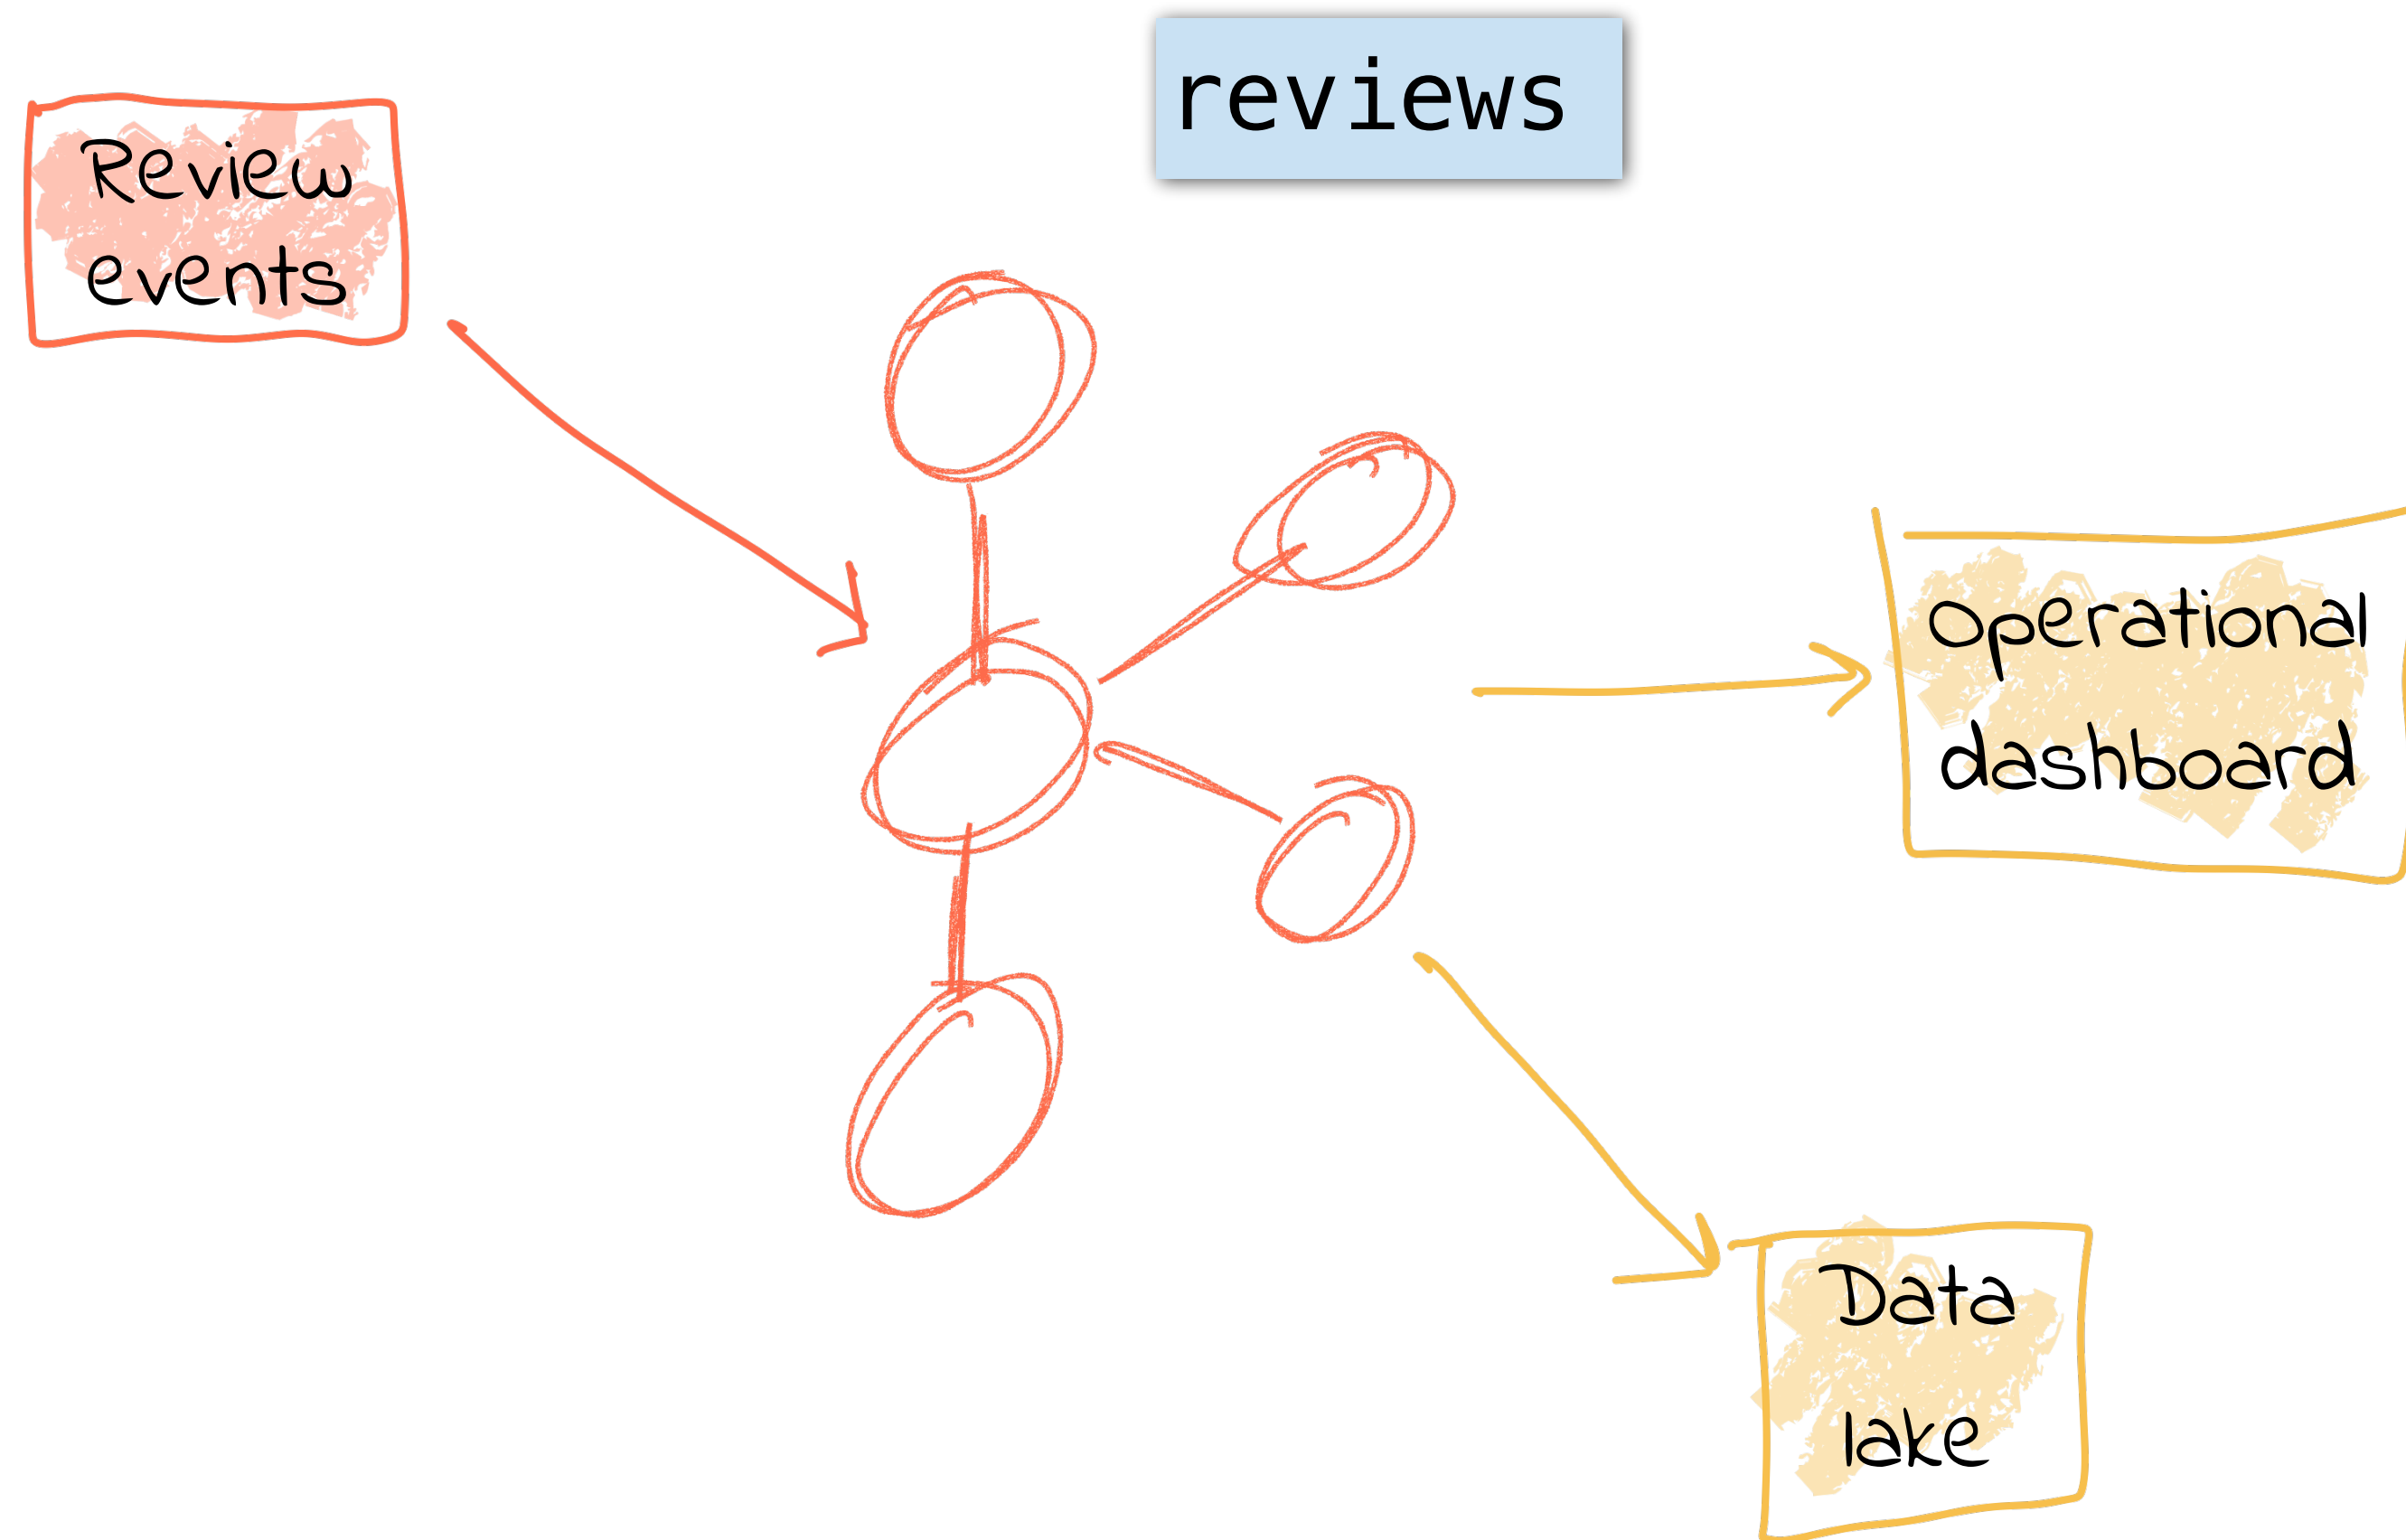 reviews
Review
events
Operational
dashboard
Data
lake